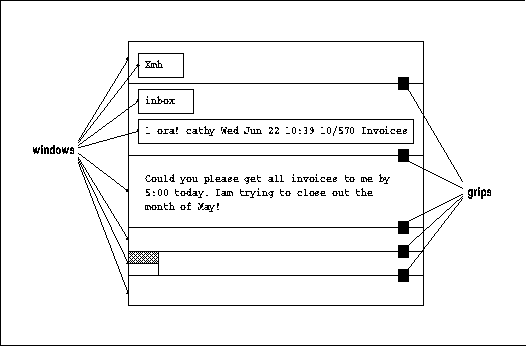 Xmh
inbox
1 ora! cathy Wed Jun 22 10:39 10/570 Invoices
windows
Could you please get all invoices to me by
5:00 today. Iam trying to close out the
month of May!
grips